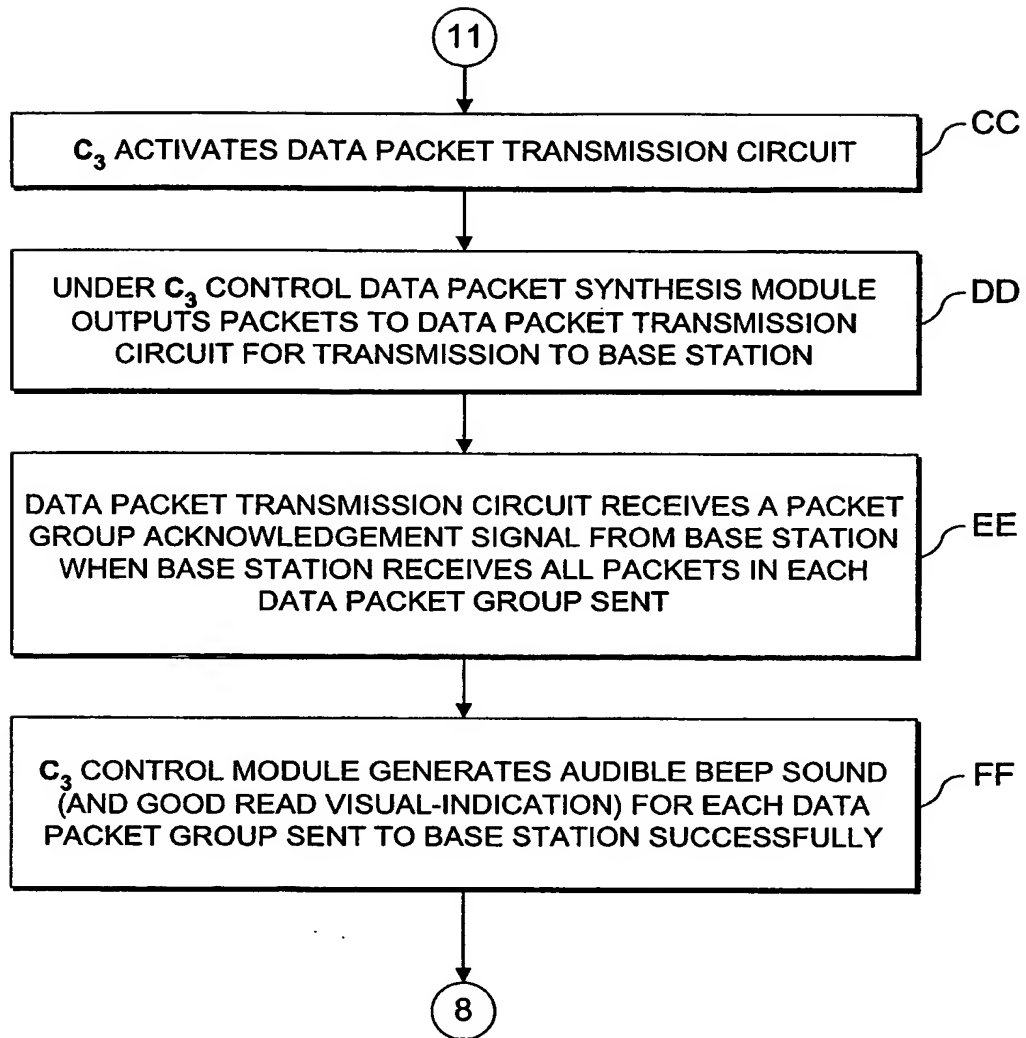 11
C3 ACTIVATES DATA PACKET TRANSMISSION CIRCUIT
CC
UNDER C3 CONTROL DATA PACKET SYNTHESIS MODULE
OUTPUTS PACKETS TO DATA PACKET TRANSMISSION
CIRCUIT FOR TRANSMISSION TO BASE STATION
DD
DATA PACKET TRANSMISSION CIRCUIT RECEIVES A PACKET
GROUP ACKNOWLEDGEMENT SIGNAL FROM BASE STATION
WHEN BASE STATION RECEIVES ALL PACKETS IN EACH
DATA PACKET GROUP SENT
EE
C3 CONTROL MODULE GENERATES AUDIBLE BEEP SOUND
(AND GOOD READ VISUAL-INDICATION) FOR EACH DATA
PACKET GROUP SENT TO BASE STATION SUCCESSFULLY
FF
8